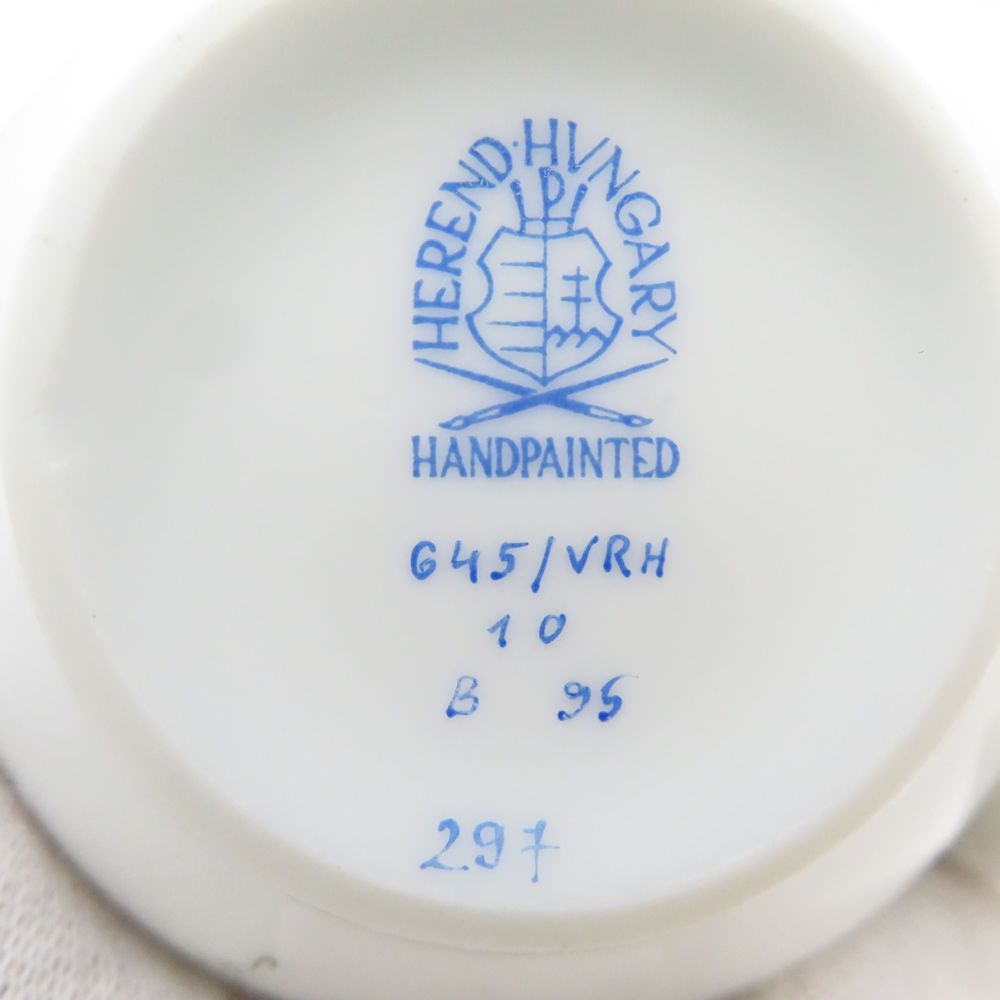 HEREND·HVNGARY
HANDPAINTED
645/VRH
10
B 95
297